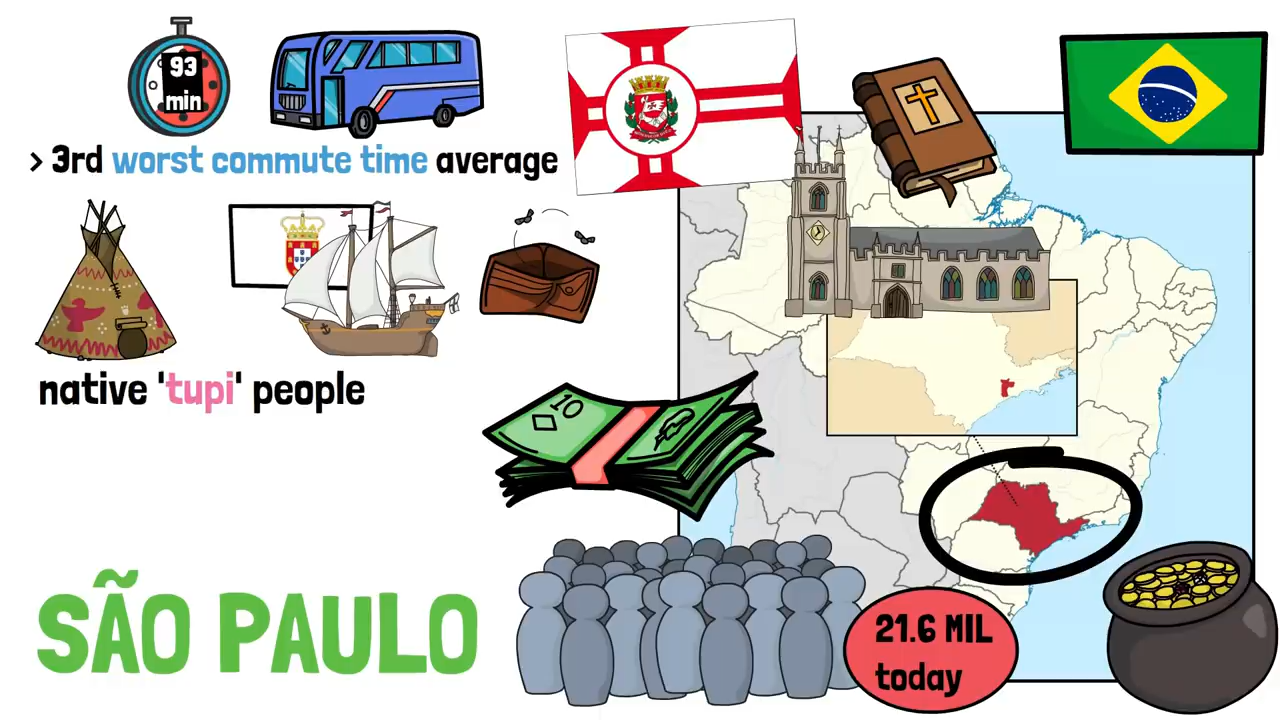 93
min
> 3rd worst commute time average
native 'tupi' people
10
SÃO PAULO
21.6 MIL
today